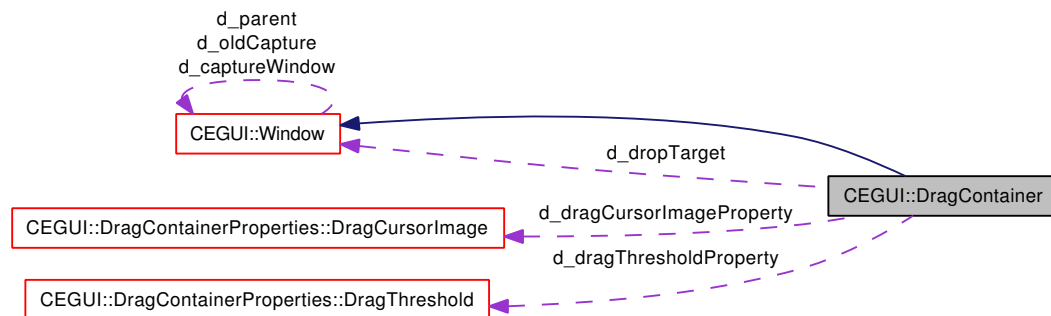 d_parent
d_oldCapture
d_captureWindow
CEGUI::Window
d_dropTarget
CEGUI::DragContainer
d_dragCursorImageProperty
CEGUI::DragContainerProperties::DragCursorImage
d_dragThresholdProperty
CEGUI::DragContainerProperties::DragThreshold